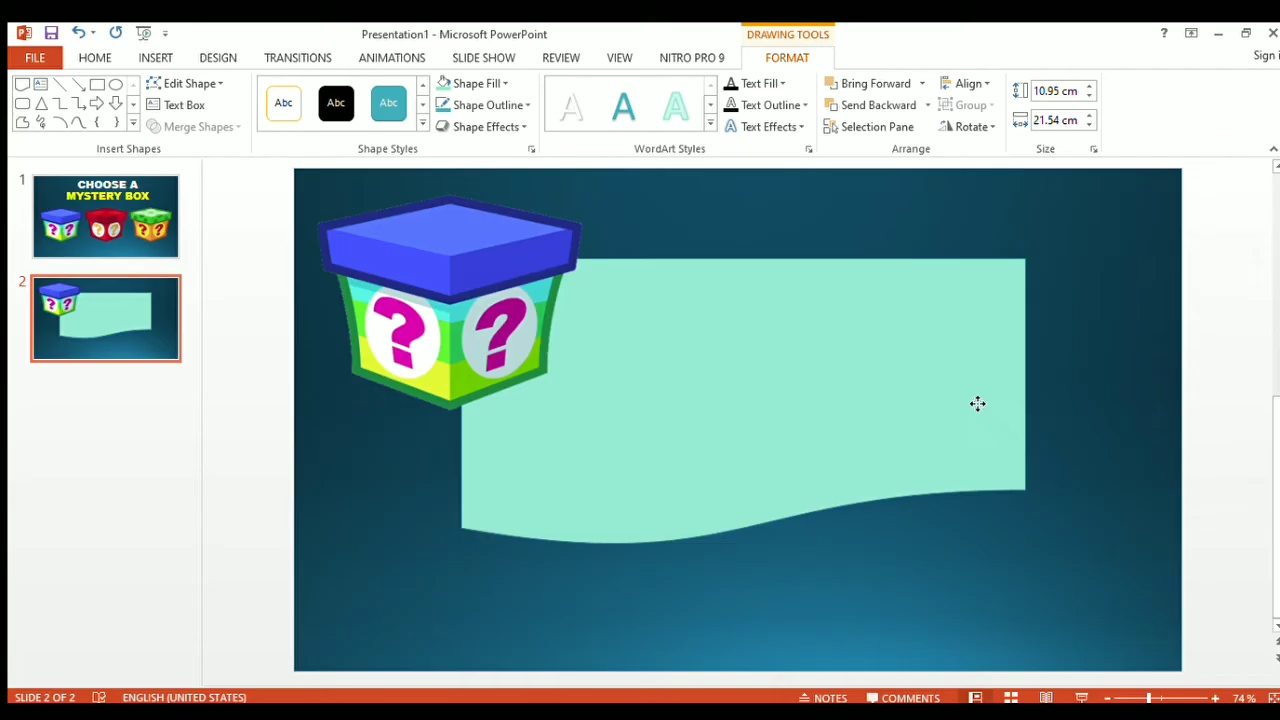 Presentation1 - Microsoft PowerPoint
DRAWING TOOLS
?
FILE
HOME
INSERT
DESIGN
TRANSITIONS
ANIMATIONS
SLIDE SHOW
REVIEW
VIEW
NITRO PRO 9
FORMAT
Sign i
Edit Shape
Text Box
Merge Shapes
Insert Shapes
Abc
Abc
Abc
Shape Fill
Shape Outline
Shape Effects
Shape Styles
A
A
A
Text Fill
Text Outline
Text Effects
WordArt Styles
Bring Forward
Send Backward
Selection Pane
Align
Group
Rotate
Arrange
10.95 cm
21.54 cm
Size
1
CHOOSE A
MYSTERY BOX
? ? ? ? ? ?
2
? ?
? ?
SLIDE 2 OF 2
ENGLISH (UNITED STATES)
NOTES
COMMENTS
74 %